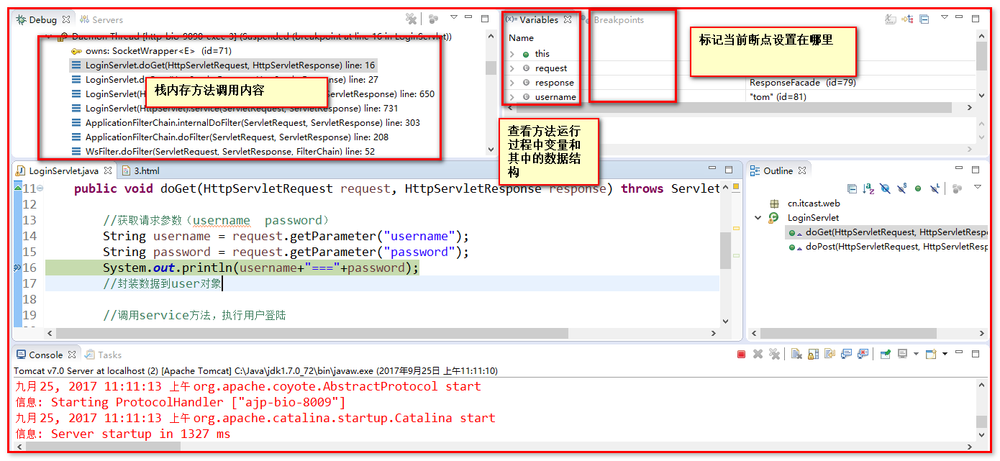 Debug Servers
Daemon Thread [http-bio-9090-exec-3] (Suspended (breakpoint at line 16 in LoginServlet))
owns: SocketWrapper<E> (id=71)
LoginServlet.doGet(HttpServletRequest, HttpServletResponse) line: 16
LoginServlet.do line: 27
栈内存方法调用内容
LoginServlet(H ServletResponse) line: 650
LoginServlet(HttpServlet).service(ServletRequest, ServletResponse) line: 731
ApplicationFilterChain.internalDoFilter(ServletRequest, ServletResponse) line: 303
ApplicationFilterChain.doFilter(ServletRequest, ServletResponse) line: 208
WsFilter.doFilter(ServletRequest, ServletResponse, FilterChain) line: 52
(x)= Variables Breakpoints
Name
this
request
response
username
ResponseFacade (id=79)
"tom" (id=81)
标记当前断点设置在哪里
查看方法运行
过程中变量和
其中的数据结
构
LoginServlet.java 3.html
11 public void doGet(HttpServletRequest request, HttpServletResponse response) throws Servlet
12
13 //获取请求参数（username password）
14 String username = request.getParameter("username");
15 String password = request.getParameter("password");
16 System.out.println(username+"==="+password);
17 //封装数据到user对象
18
19 //调用service方法，执行用户登陆
Outline
cn.itcast.web
LoginServlet
doGet(HttpServletRequest, HttpServletRespo
doPost(HttpServletRequest, HttpServletResp
Console Tasks
Tomcat v7.0 Server at localhost (2) [Apache Tomcat] C:\Java\jdk1.7.0_72\bin\javaw.exe (2017年9月25日 上午11:11:10)
九月 25, 2017 11:11:13 上午 org.apache.coyote.AbstractProtocol start
信息: Starting ProtocolHandler ["ajp-bio-8009"]
九月 25, 2017 11:11:13 上午 org.apache.catalina.startup.Catalina start
信息: Server startup in 1327 ms